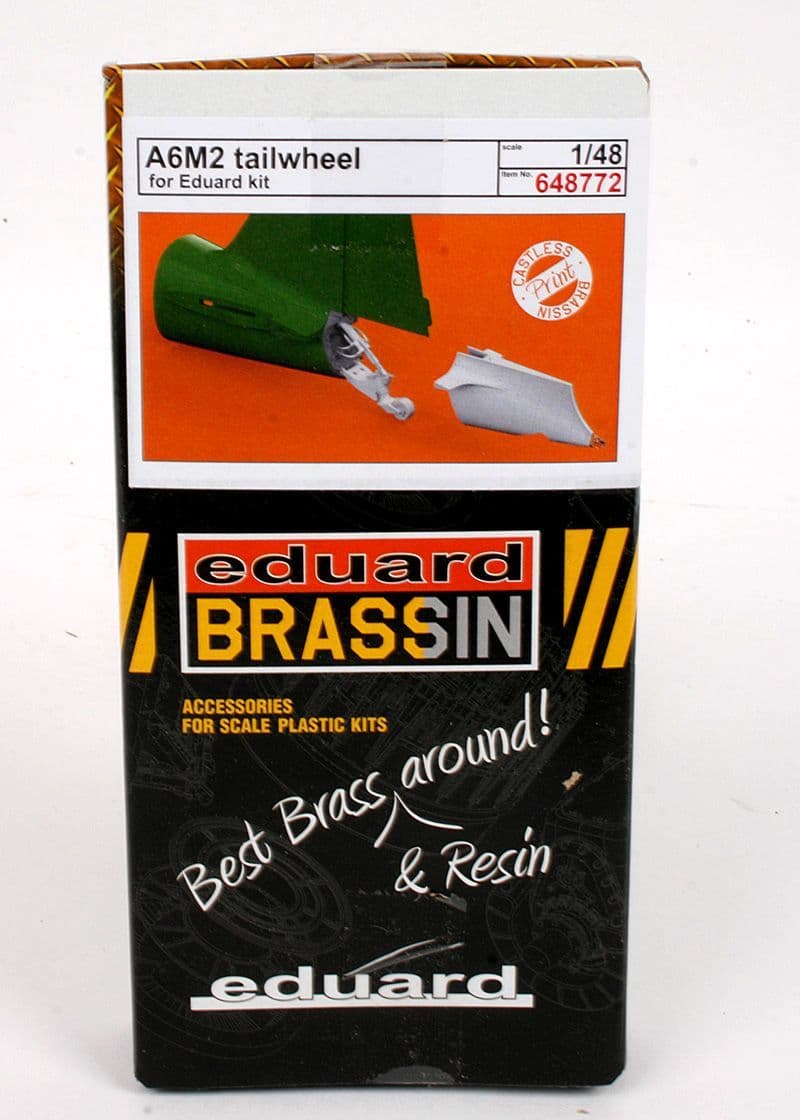 A6M2 tailwheel
for Eduard kit
scale
1/48
Item No.
648772
CASTLESS
Print
BRASSIN
eduard
BRASSIN
ACCESSORIES
FOR SCALE PLASTIC KITS
Best Brass around!
& Resin
eduard